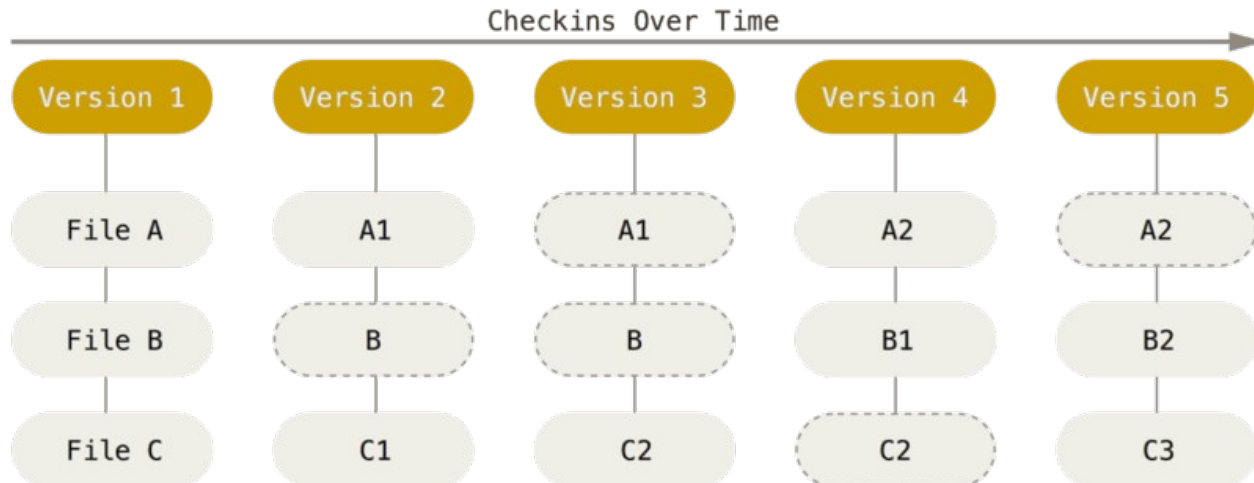 Checkins Over Time
Version 1 Version 2 Version 3 Version 4 Version 5
File A A1 A1 A2 A2
File B B B B1 B2
File C C1 C2 C2 C3